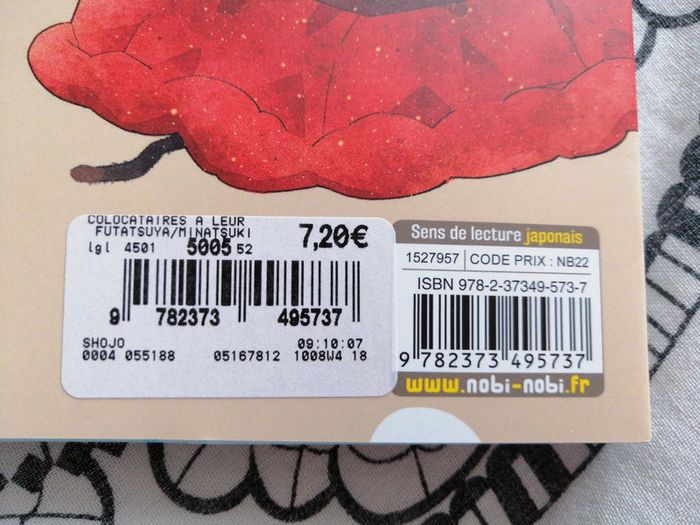 COLOCATAIRES A LEUR
FUTATSUYA/MINATSUKI
lgl 4501 5005 52
7,20€
9 782373 495737
SHOJO 09:10:07
0004 055188 05167812 1008W4 18
Sens de lecture japonais
1527957 CODE PRIX : NB22
ISBN 978-2-37349-573-7
9 782373 495737
www.nobi-nobi.fr